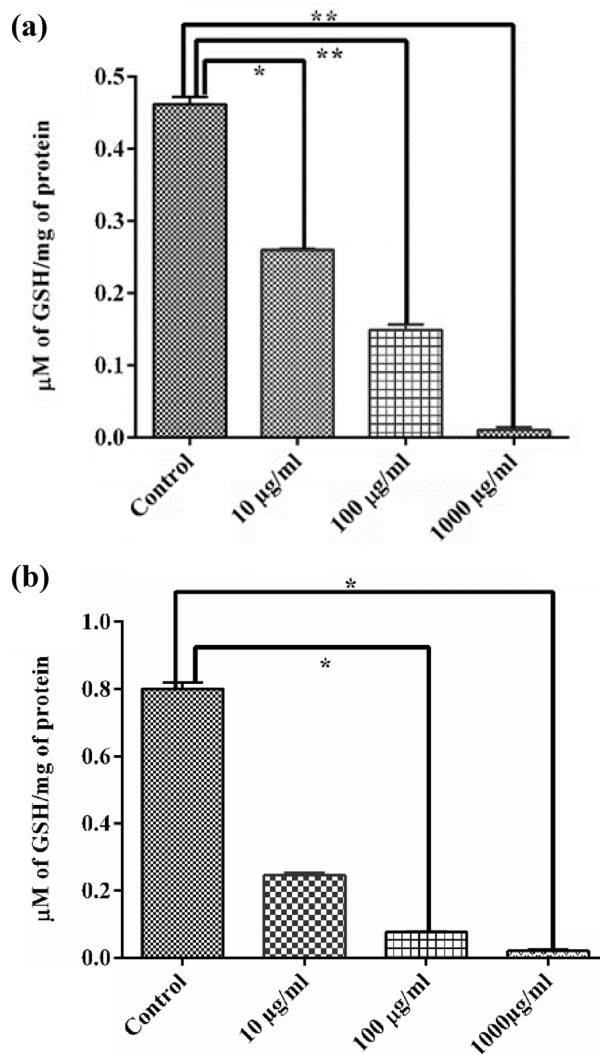 (a)
**
**
*
0.5
0.4
0.3
0.2
0.1
0.0
μM of GSH/mg of protein
Control
10 μg/ml
100 μg/ml
1000 μg/ml
(b)
*
*
1.0
0.8
0.6
0.4
0.2
0.0
μM of GSH/mg of protein
Control
10 μg/ml
100 μg/ml
1000μg/ml